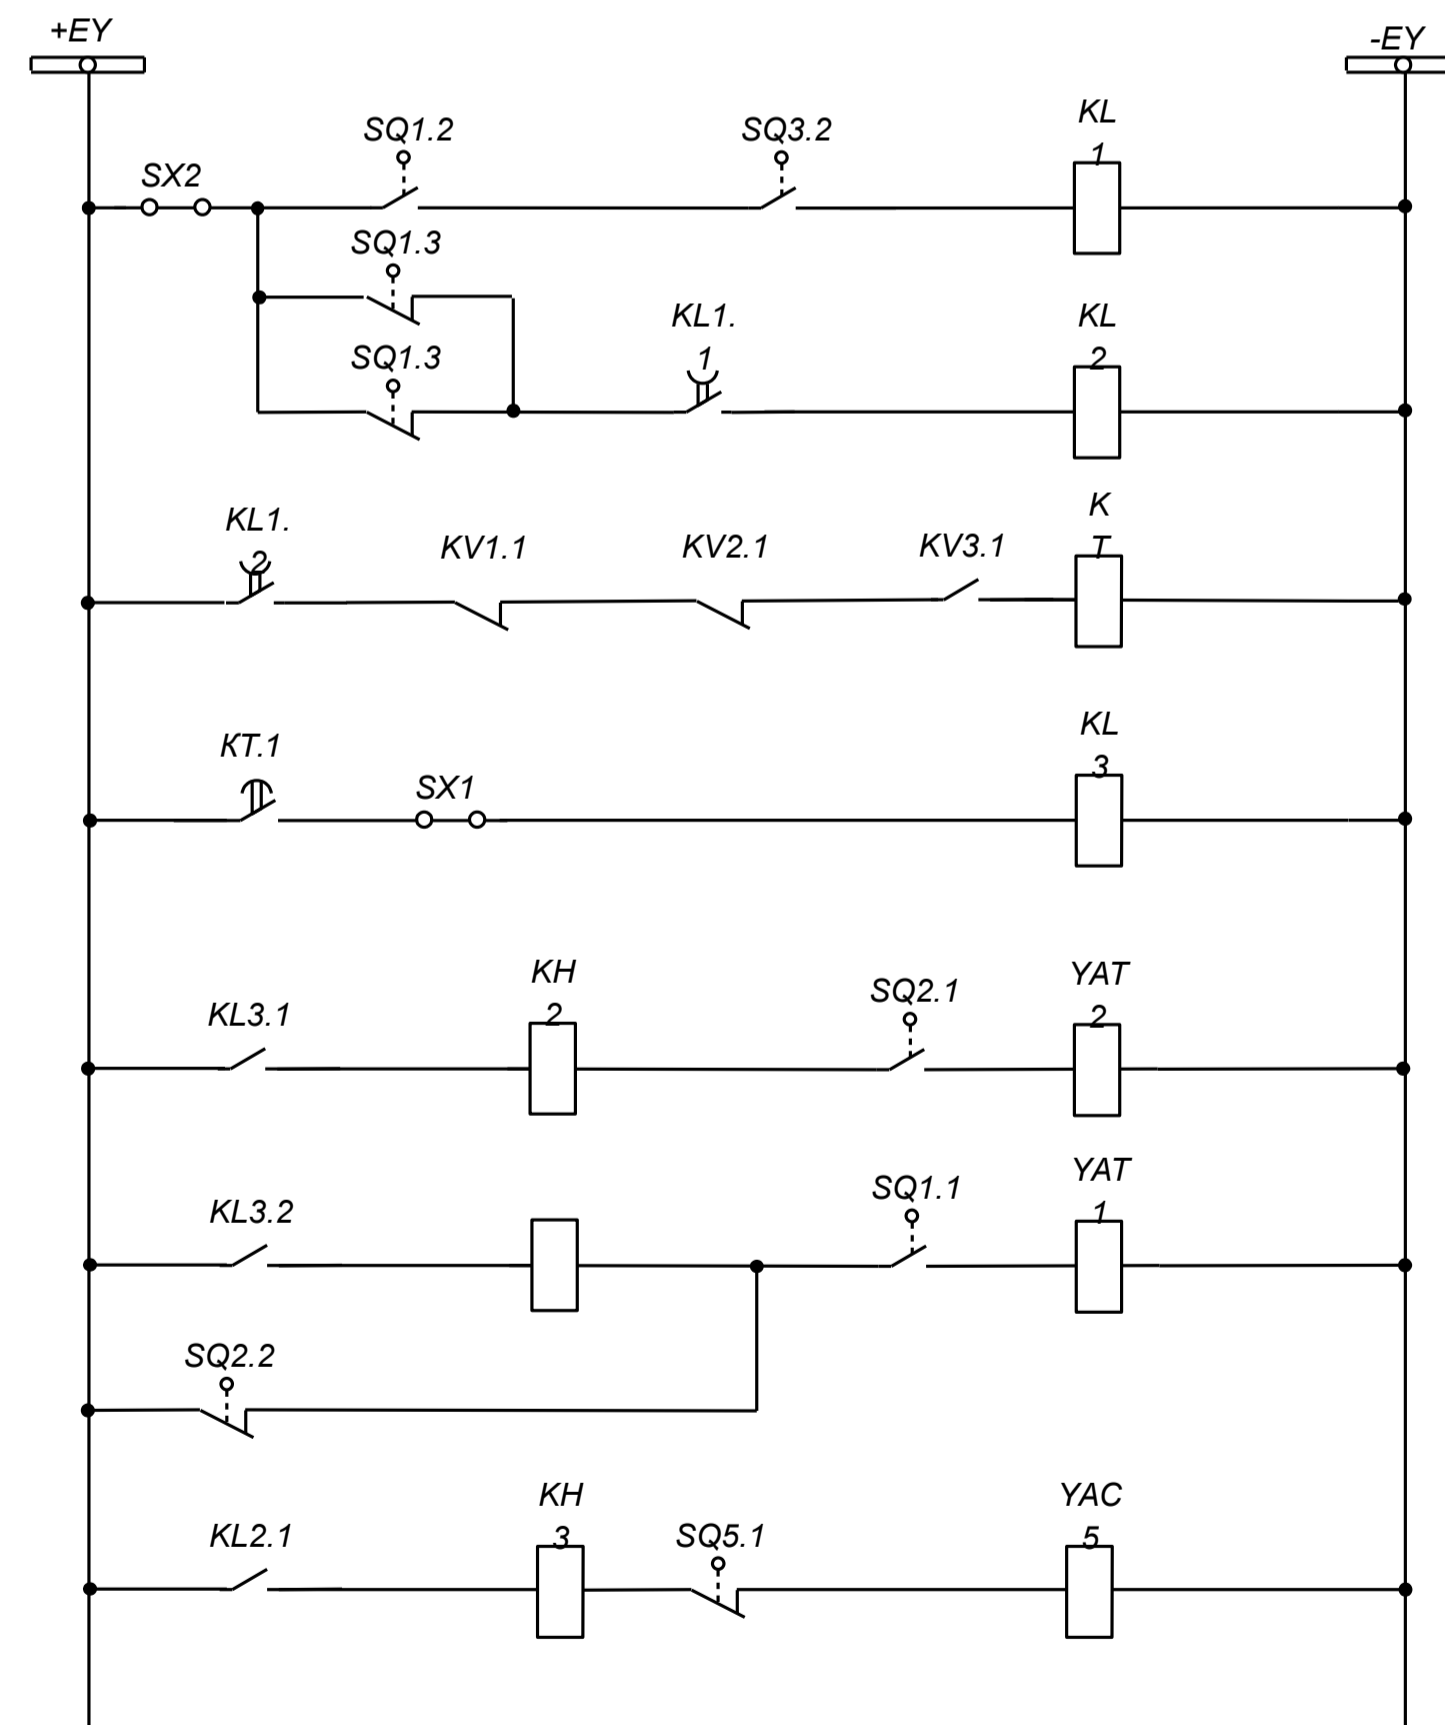 +EY
-EY
KL
1
SQ1.2
SQ3.2
SX2
SQ1.3
KL1.
1
KL
2
SQ1.3
KL1.
2
KV1.1
KV2.1
KV3.1
K
T
KT.1
SX1
KL
3
KL3.1
KH
2
SQ2.1
YAT
2
KL3.2
SQ1.1
YAT
1
SQ2.2
KL2.1
KH
3
SQ5.1
YAC
5